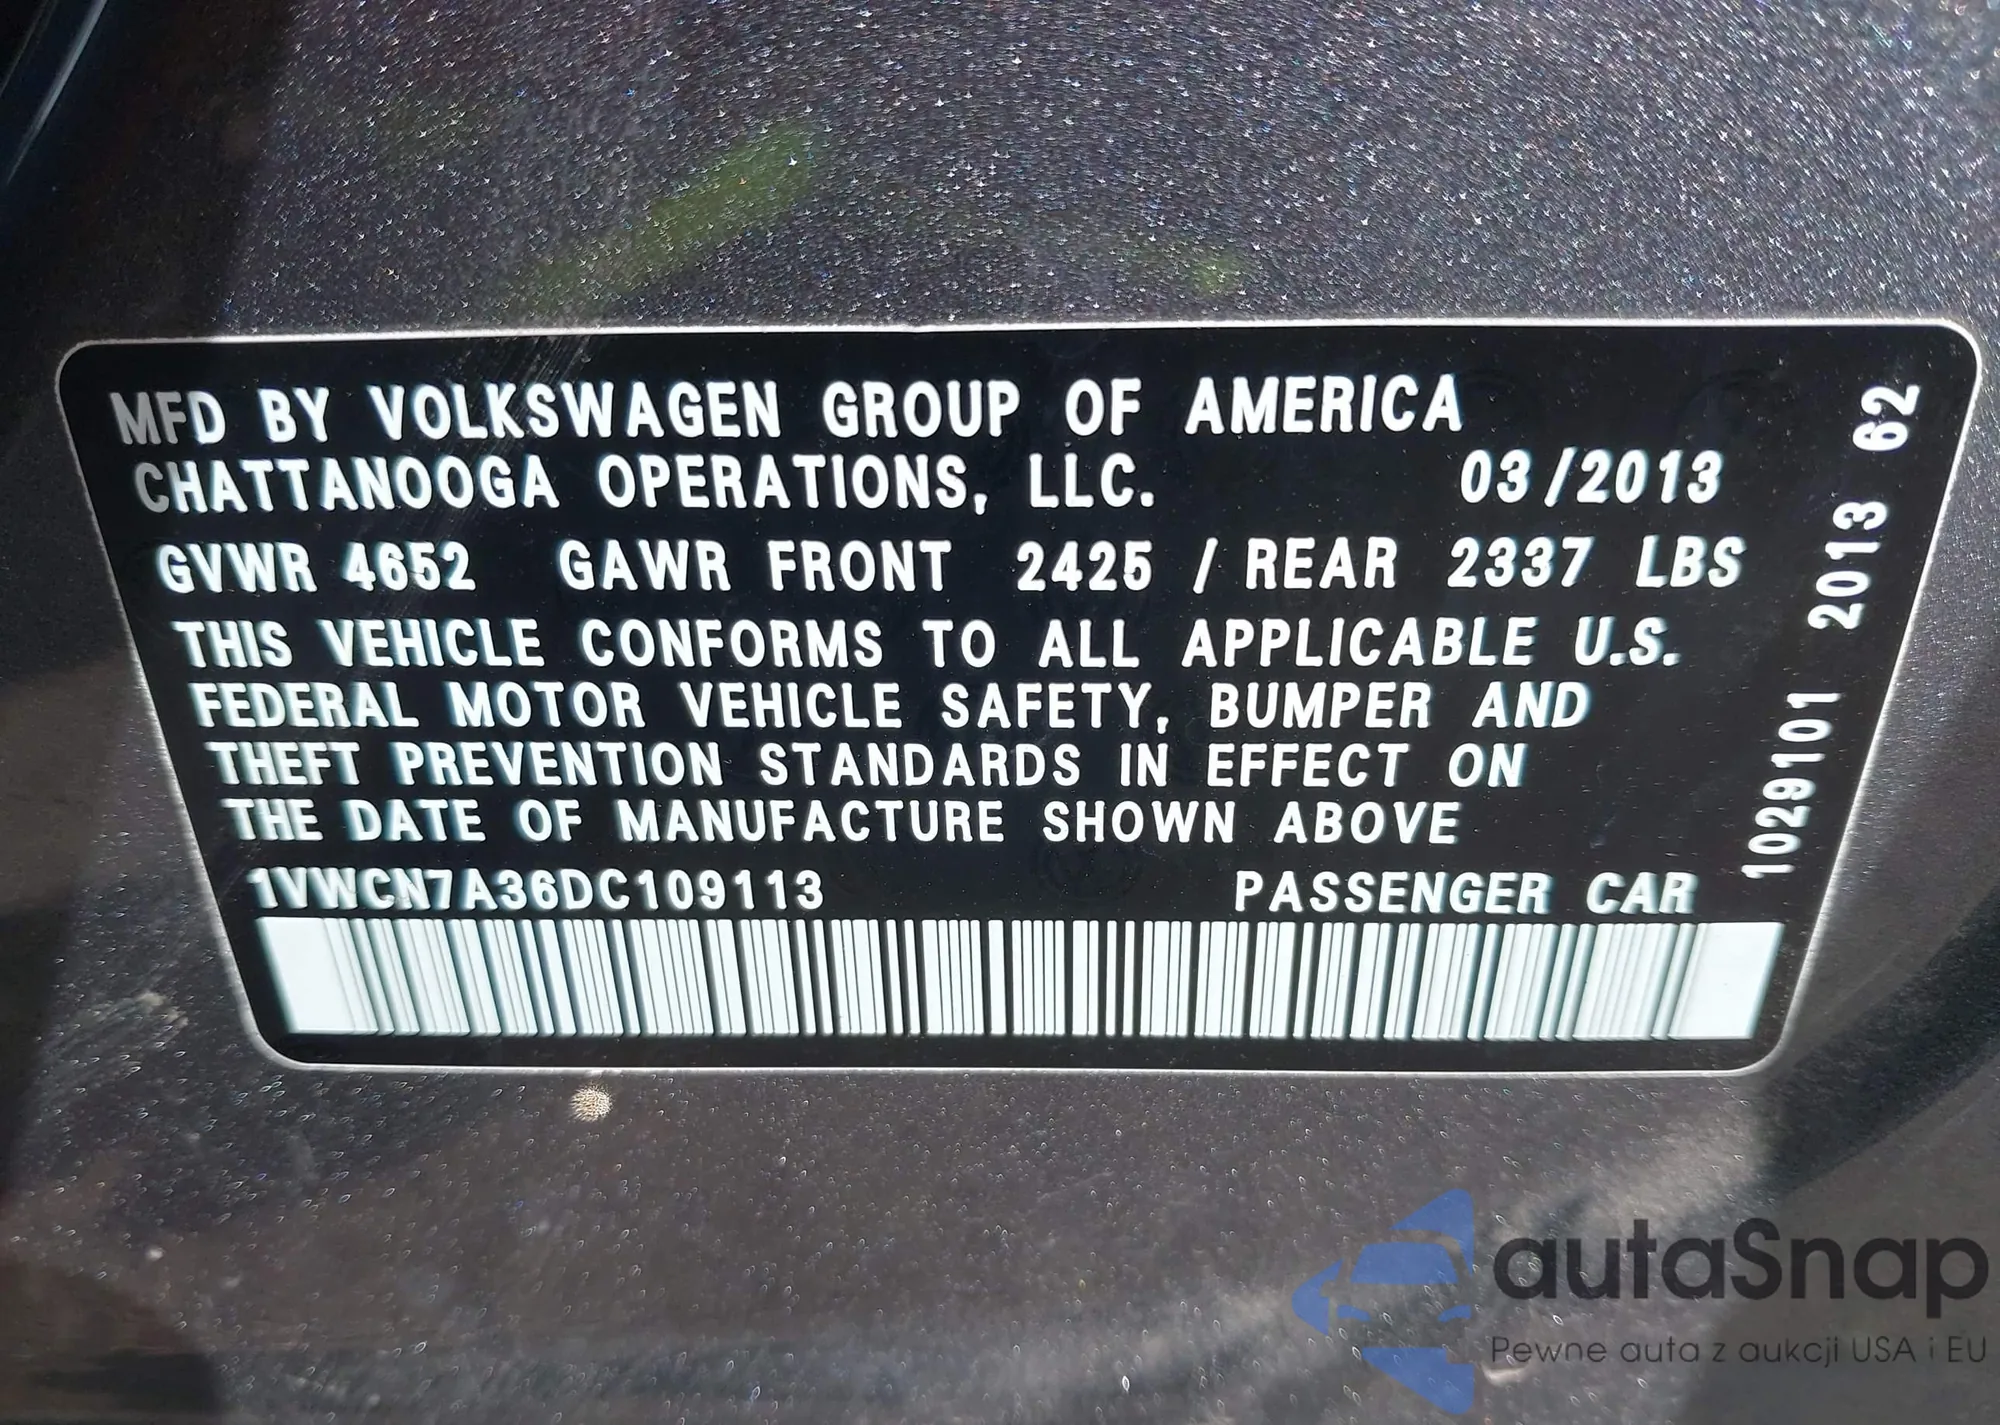 MFD BY VOLKSWAGEN GROUP OF AMERICA
CHATTANOOGA OPERATIONS, LLC. 03/2013
GVWR 4652 GAWR FRONT 2425 / REAR 2337 LBS
THIS VEHICLE CONFORMS TO ALL APPLICABLE U.S.
FEDERAL MOTOR VEHICLE SAFETY, BUMPER AND
THEFT PREVENTION STANDARDS IN EFFECT ON
THE DATE OF MANUFACTURE SHOWN ABOVE
1VWCN7A36DC109113 PASSENGER CAR
1029101 2013 62
autaSnap
Pewne auta z aukcji USA i EU